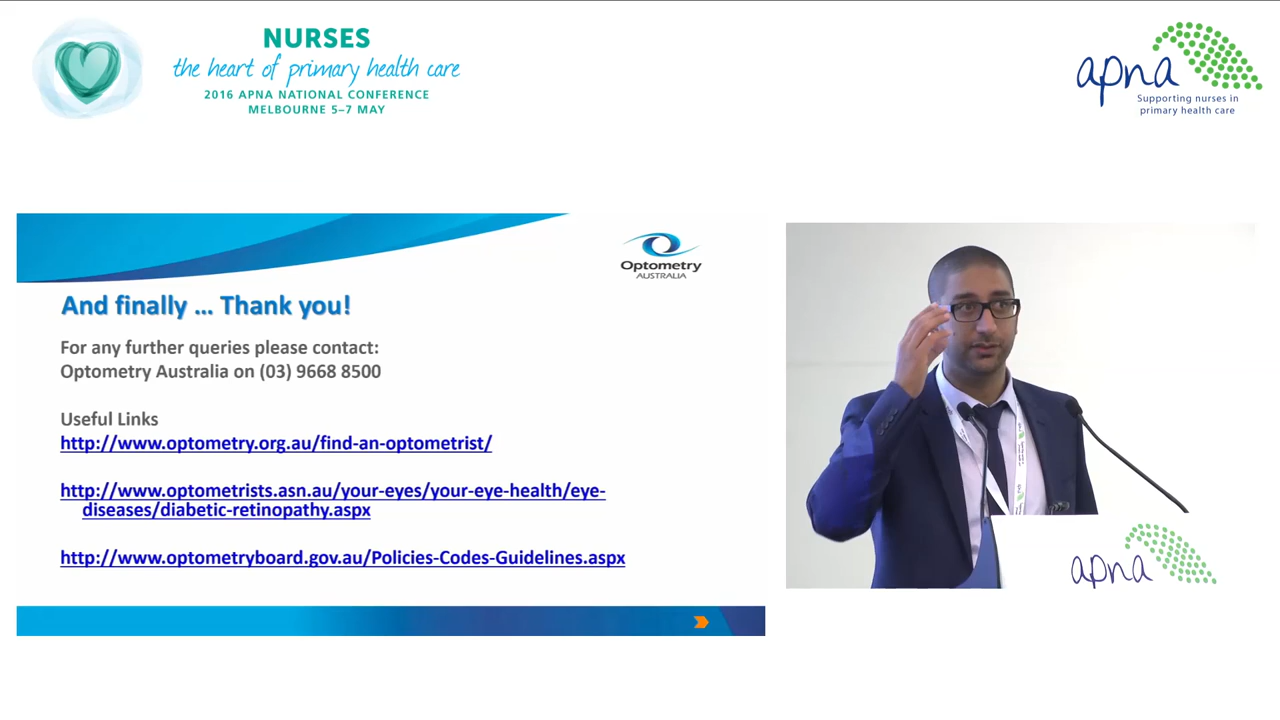 NURSES
the heart of primary health care
2016 APNA NATIONAL CONFERENCE
MELBOURNE 5–7 MAY
apna
Supporting nurses in
primary health care
Optometry
AUSTRALIA
And finally ... Thank you!
For any further queries please contact:
Optometry Australia on (03) 9668 8500
Useful Links
http://www.optometry.org.au/find-an-optometrist/
http://www.optometrists.asn.au/your-eyes/your-eye-health/eye-
diseases/diabetic-retinopathy.aspx
http://www.optometryboard.gov.au/Policies-Codes-Guidelines.aspx
apna